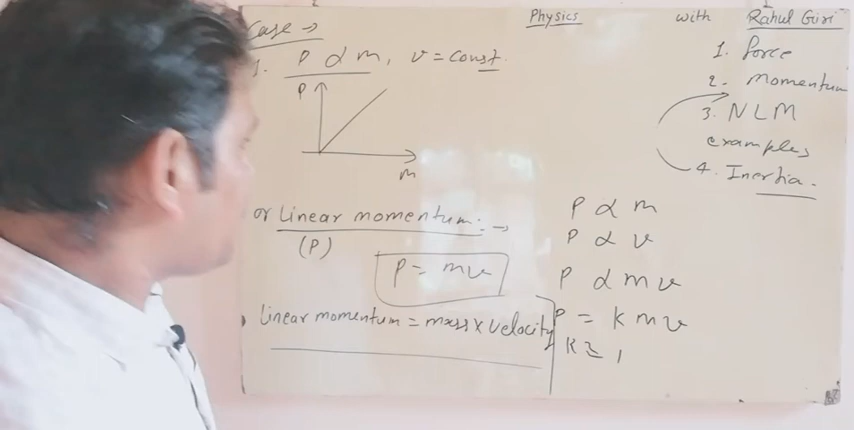 Physics with Rahul Giri
Case →
1. P α m, v = const.
P
m
1. force
2. Momentum
3. NLM
examples
4. Inertia.
or Linear momentum :→
(P)
P = mv
Linear momentum = mass x velocity
P α m
P α v
P α mv
P = K m v
K = 1